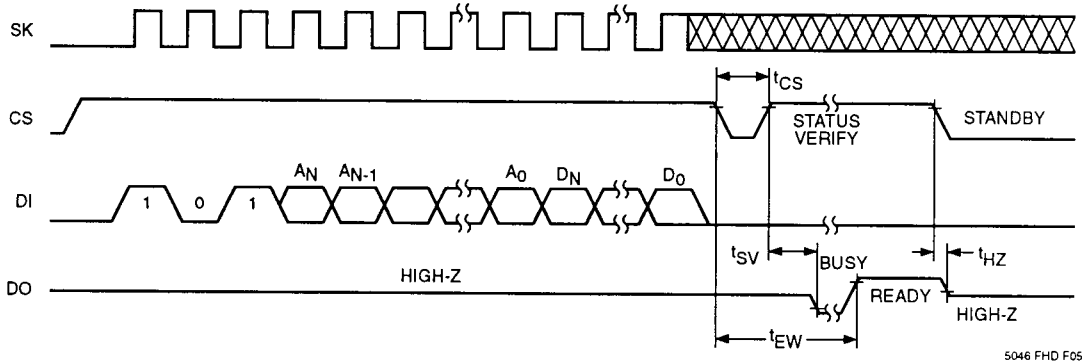 SK
t_CS
CS
STATUS
VERIFY
STANDBY
DI
1 0 1 A_N A_N-1 A_0 D_N D_0
t_SV
BUSY
t_HZ
DO
HIGH-Z
READY
HIGH-Z
t_EW
5046 FHD F05